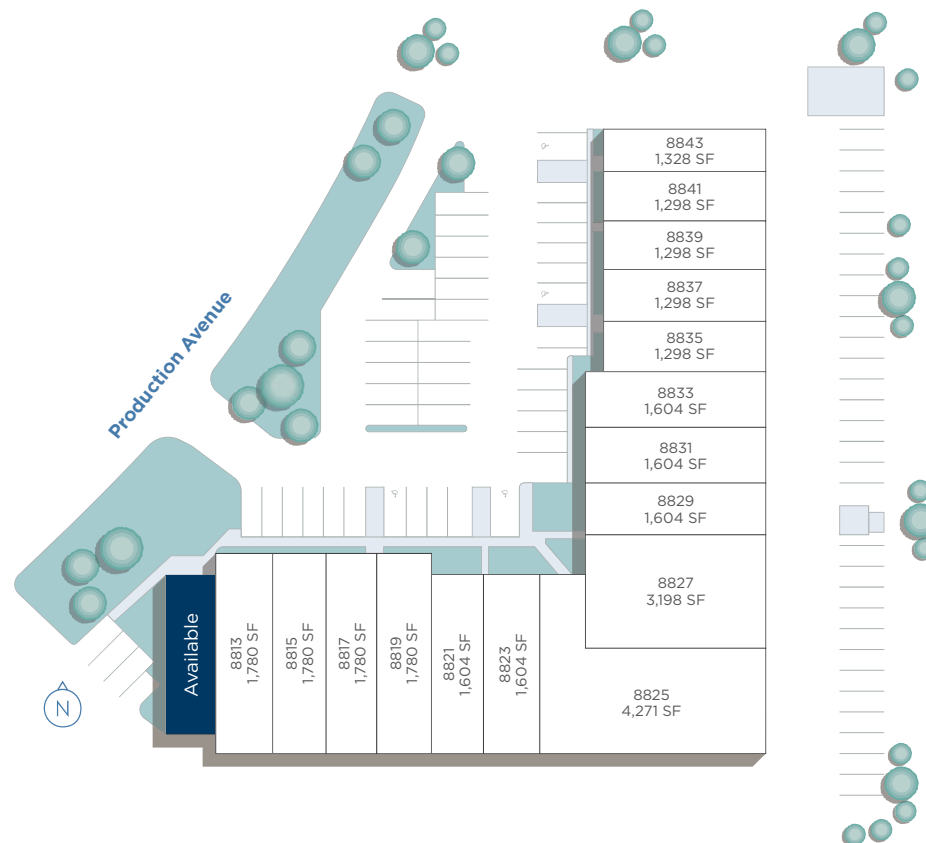 8843
1,328 SF
8841
1,298 SF
8839
1,298 SF
8837
1,298 SF
8835
1,298 SF
8833
1,604 SF
8831
1,604 SF
8829
1,604 SF
8827
3,198 SF
8825
4,271 SF
Production Avenue
Available
8813
1,780 SF
8815
1,780 SF
8817
1,780 SF
8819
1,780 SF
8821
1,604 SF
8823
1,604 SF
N